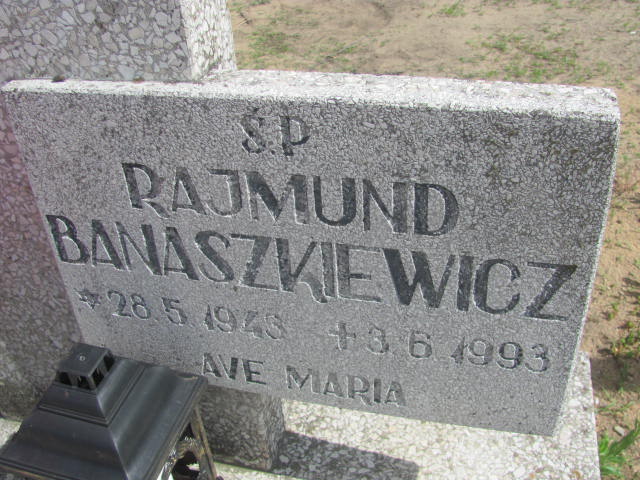 Ś.P
RAJMUND
BANASZKIEWICZ
* 28.5.1943 + 3.6.1993
AVE MARIA